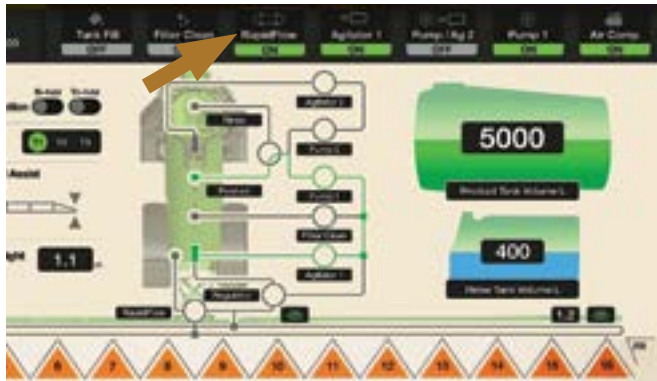 Tank Fill
OFF
Filter Clean
RapidFlow
ON
Agitator 1
ON
Pump/Ag 2
OFF
Pump 1
ON
Air Comp
ON
Agitator 2
Pump 2
Product
Pump 1
Filter Clean
Agitator 1
Regulator
RapidFlow
Assist
1.1
5000
Product Tank Volume L
400
Rinse Tank Volume L
1.2
6
7
8
9
10
11
12
13
14
15
16